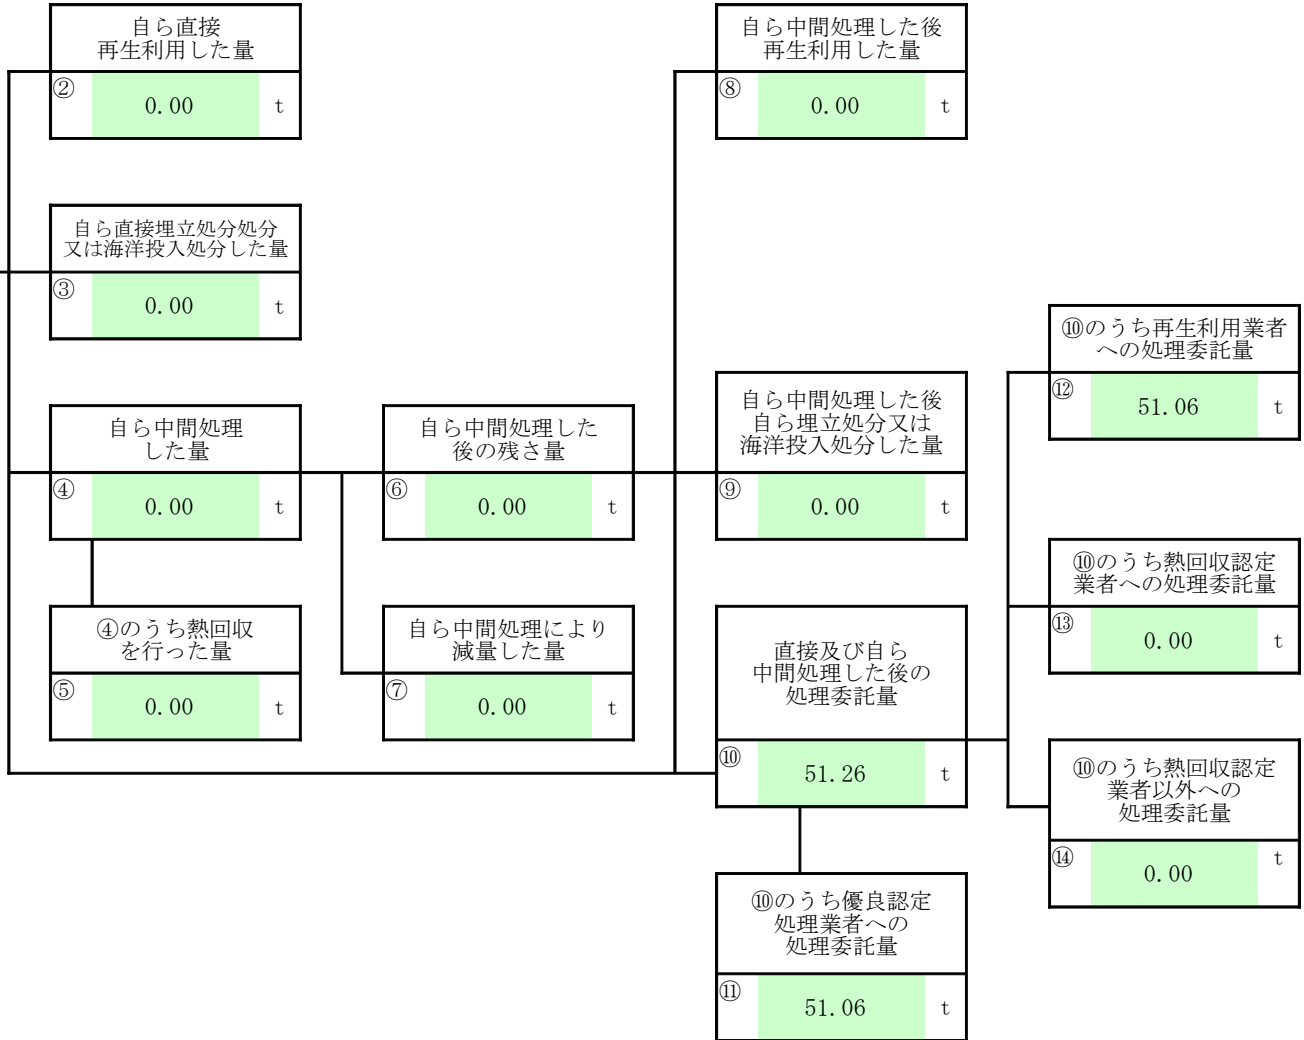 自ら直接
再生利用した量
② 0.00 t
自ら中間処理した後
再生利用した量
⑧ 0.00 t
自ら直接埋立処分処分
又は海洋投入処分した量
③ 0.00 t
⑩のうち再生利用業者
への処理委託量
⑫ 51.06 t
自ら中間処理
した量
④ 0.00 t
自ら中間処理した
後の残さ量
⑥ 0.00 t
自ら中間処理した後
自ら埋立処分又は
海洋投入処分した量
⑨ 0.00 t
⑩のうち熱回収認定
業者への処理委託量
⑬ 0.00 t
④のうち熱回収
を行った量
⑤ 0.00 t
自ら中間処理により
減量した量
⑦ 0.00 t
直接及び自ら
中間処理した後の
処理委託量
⑩ 51.26 t
⑩のうち熱回収認定
業者以外への
処理委託量
⑭ 0.00 t
⑩のうち優良認定
処理業者への
処理委託量
⑪ 51.06 t